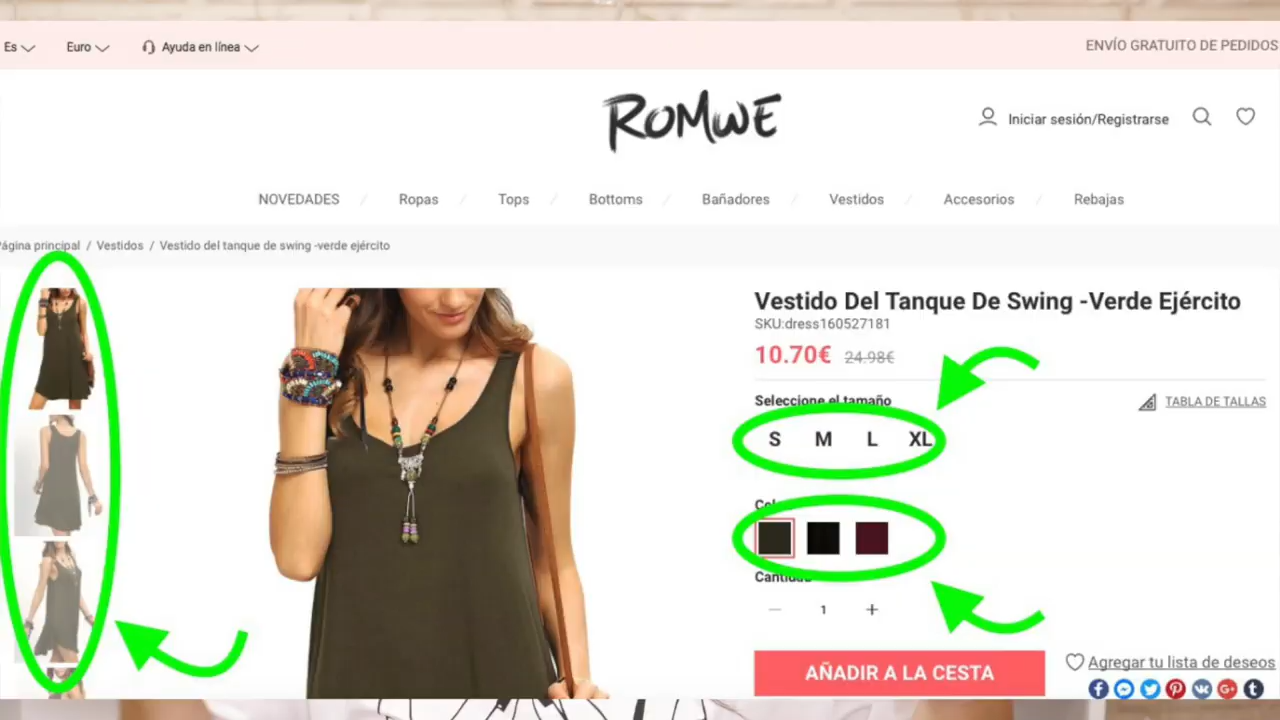 Es
Euro
Ayuda en línea
ENVÍO GRATUITO DE PEDIDOS
ROMWE
Iniciar sesión/Registrarse
NOVEDADES / Ropas / Tops / Bottoms / Bañadores / Vestidos / Accesorios / Rebajas
Página principal / Vestidos / Vestido del tanque de swing -verde ejército
Vestido Del Tanque De Swing -Verde Ejército
SKU:dress160527181
10.70€ 24.98€
Seleccione el tamaño
TABLA DE TALLAS
S M L XL
Color
Cantidad
1
AÑADIR A LA CESTA
Agregar tu lista de deseos